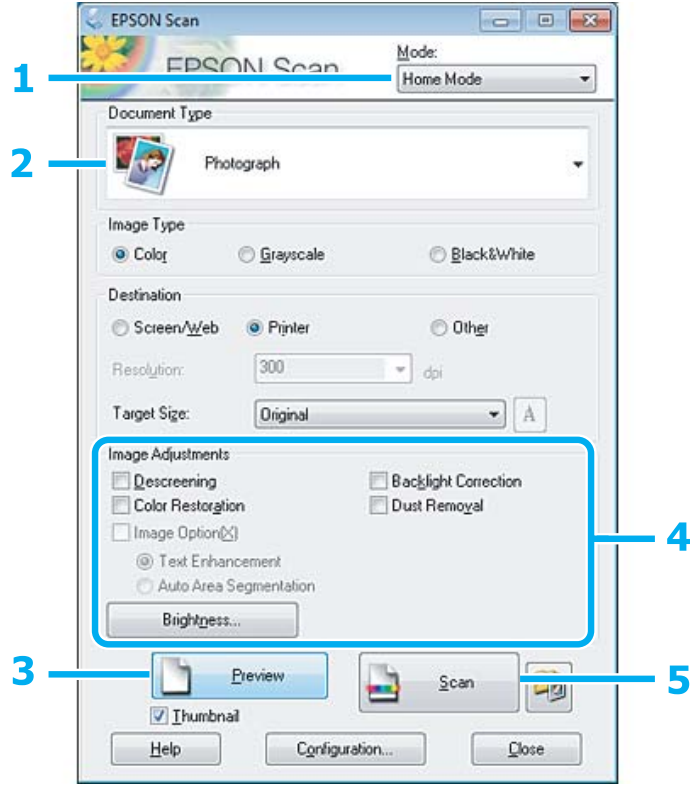 EPSON Scan
EPSON Scan
Mode:
1
Home Mode
Document Type
2
Photograph
Image Type
Color Grayscale Black&White
Destination
Screen/Web Printer Other
Resolution: 300 dpi
Target Size: Original A
Image Adjustments
Descreening Backlight Correction
Color Restoration Dust Removal
Image Option(X)
4
Text Enhancement
Auto Area Segmentation
Brightness...
3 Preview Scan 5
Thumbnail
Help Configuration... Close